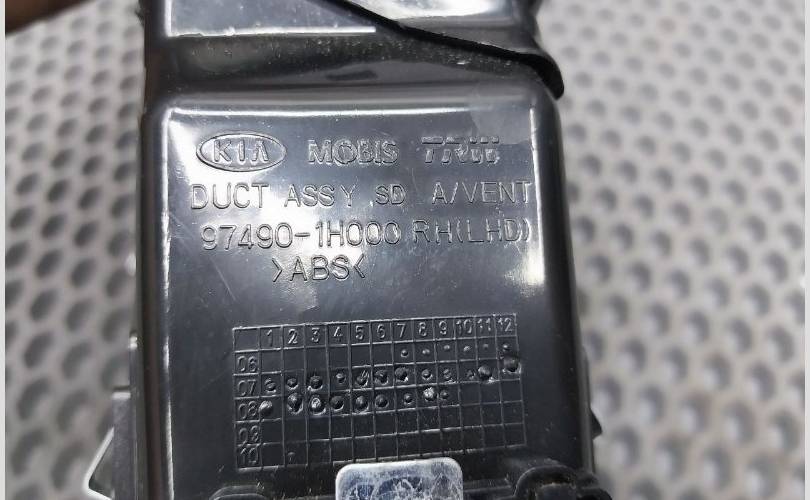 KIA MOBIS TRW
DUCT ASSY SD A/VENT
97490-1H000 RH(LHD)
>ABS<
1 2 3 4 5 6 7 8 9 10 11 12
06
07
08
09
10